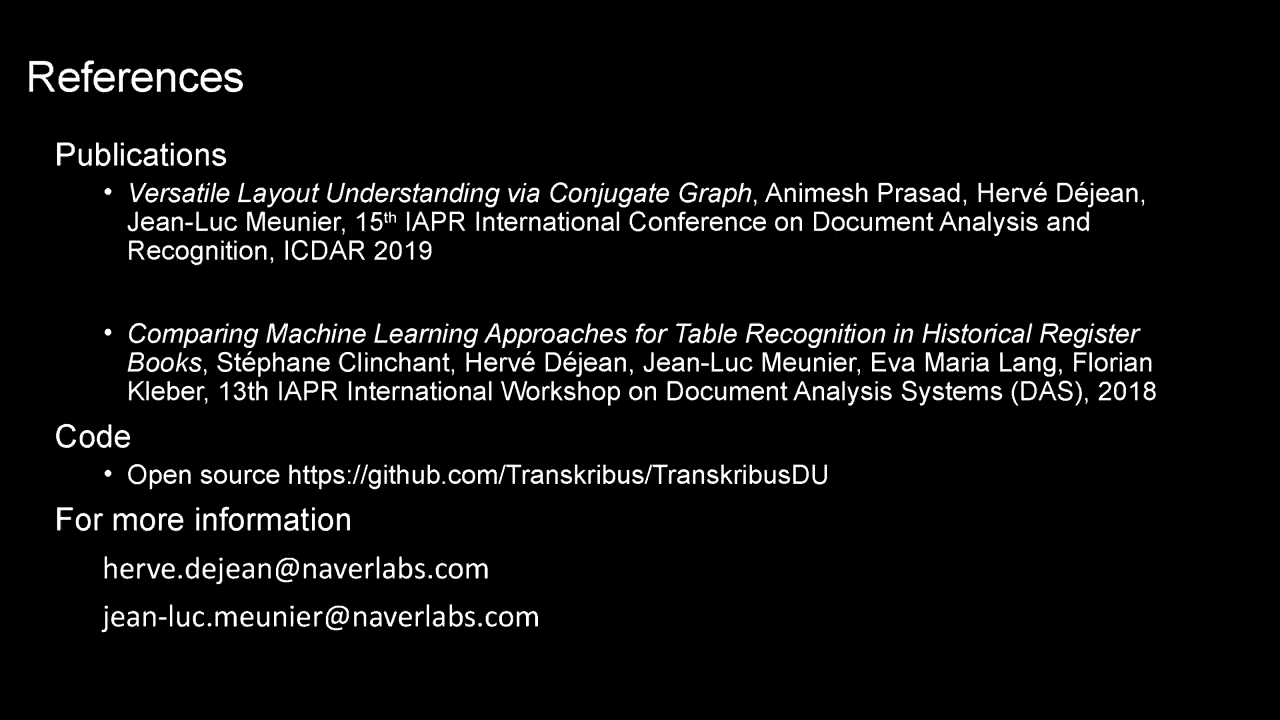 References
Publications
• Versatile Layout Understanding via Conjugate Graph, Animesh Prasad, Hervé Déjean,
Jean-Luc Meunier, 15th IAPR International Conference on Document Analysis and
Recognition, ICDAR 2019
• Comparing Machine Learning Approaches for Table Recognition in Historical Register
Books, Stéphane Clinchant, Hervé Déjean, Jean-Luc Meunier, Eva Maria Lang, Florian
Kleber, 13th IAPR International Workshop on Document Analysis Systems (DAS), 2018
Code
• Open source https://github.com/Transkribus/TranskribusDU
For more information
herve.dejean@naverlabs.com
jean-luc.meunier@naverlabs.com